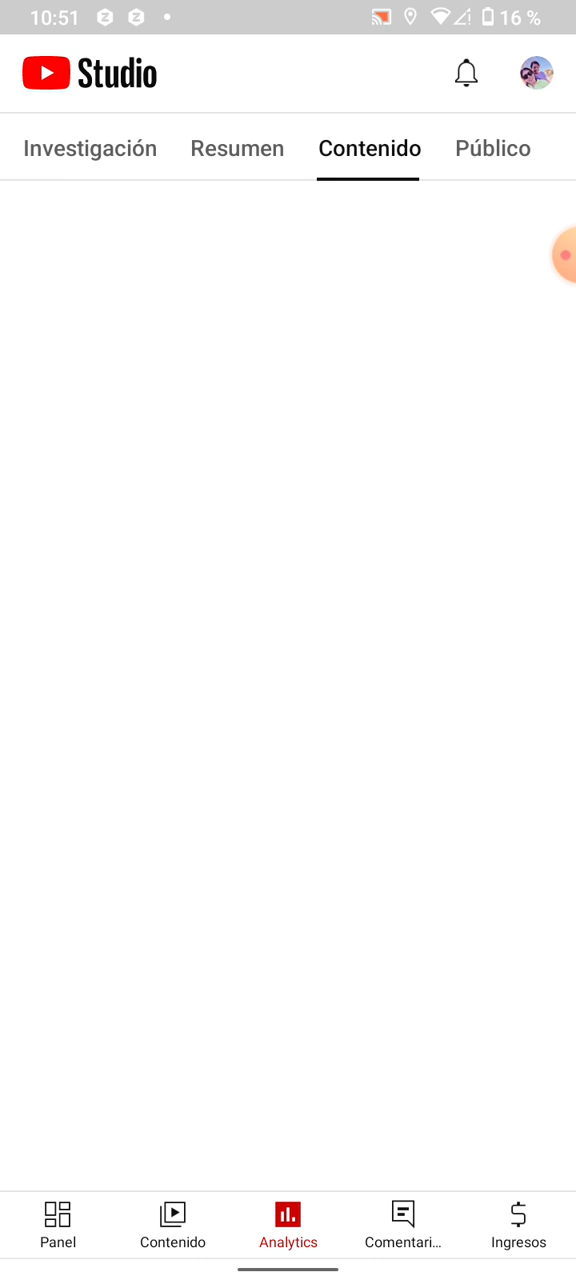 10:51 16 %
Studio
Investigación Resumen Contenido Público
Panel Contenido Analytics Comentari... Ingresos